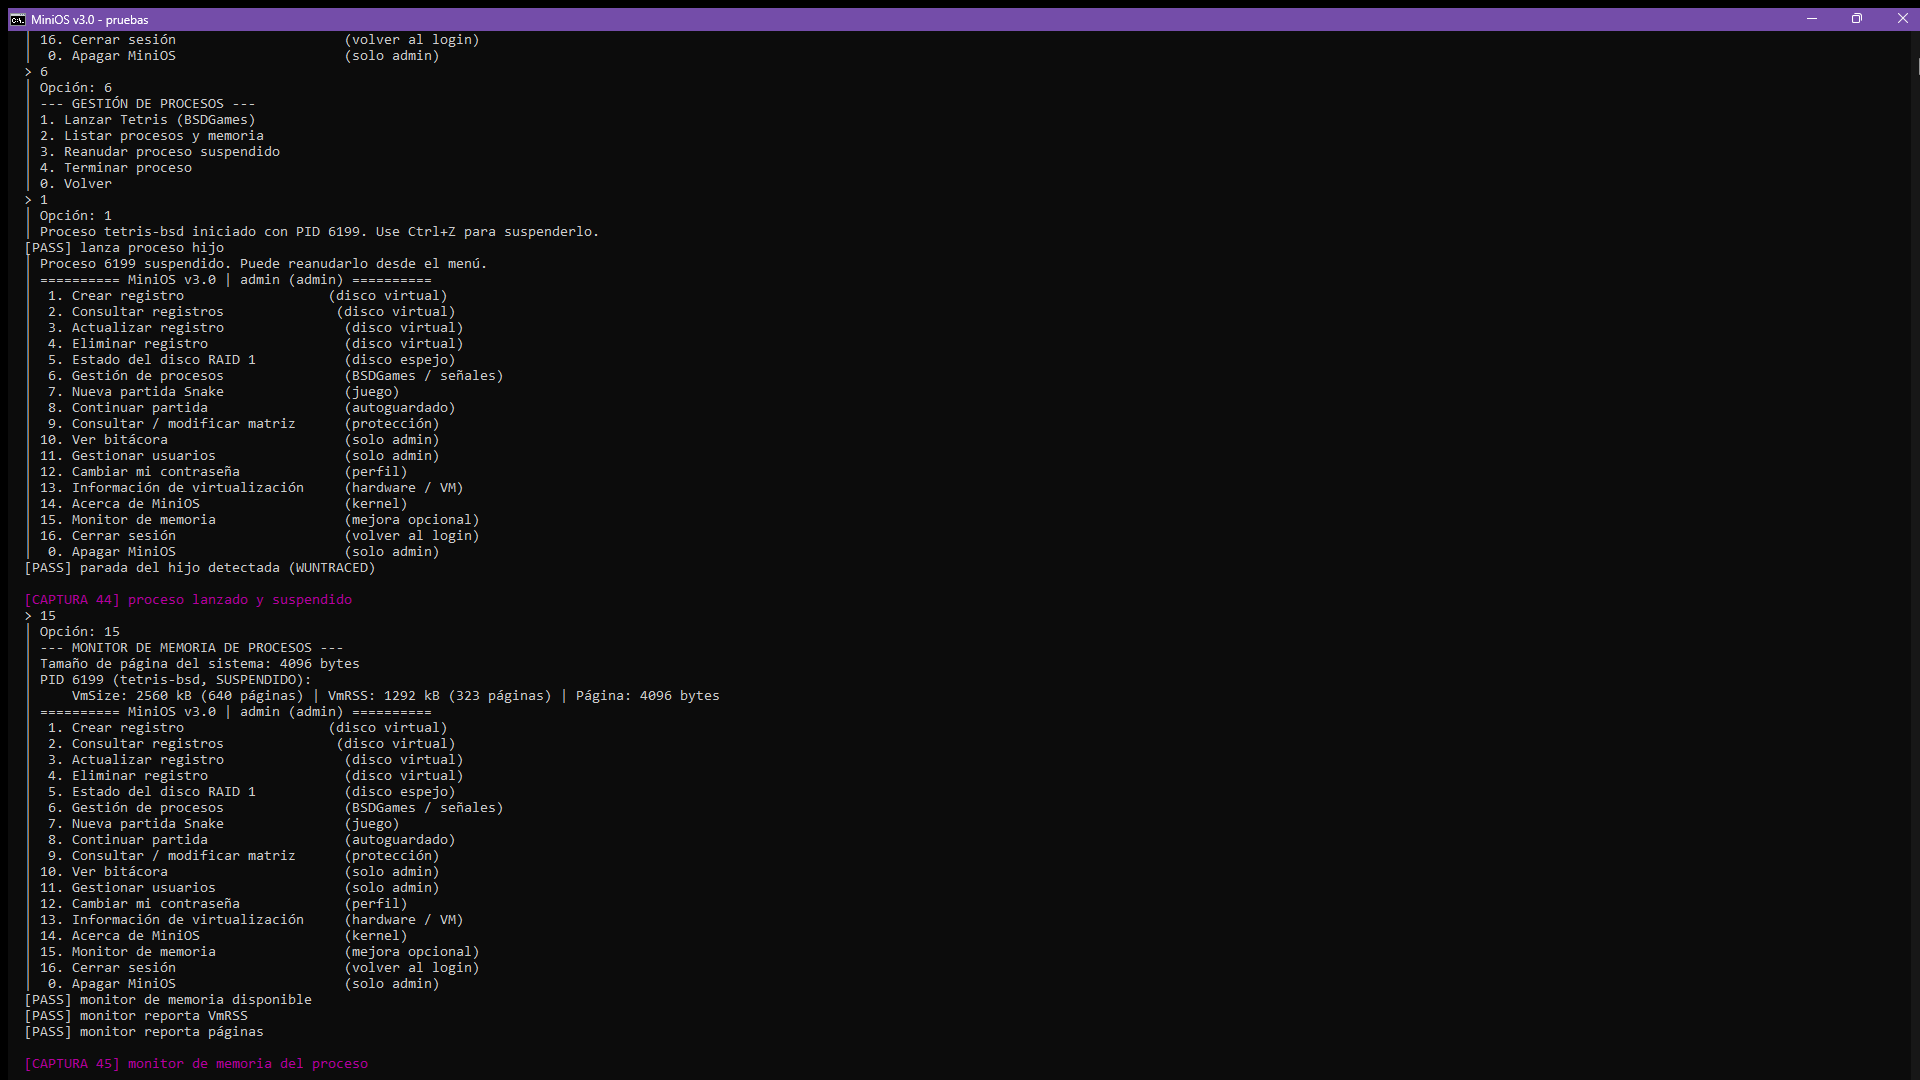 MiniOS v3.0 - pruebas
| 16. Cerrar sesión                     (volver al login)
|  0. Apagar MiniOS                     (solo admin)
> 6
| Opción: 6
| --- GESTIÓN DE PROCESOS ---
| 1. Lanzar Tetris (BSDGames)
| 2. Listar procesos y memoria
| 3. Reanudar proceso suspendido
| 4. Terminar proceso
| 0. Volver
> 1
| Opción: 1
| Proceso tetris-bsd iniciado con PID 6199. Use Ctrl+Z para suspenderlo.
[PASS] lanza proceso hijo
| Proceso 6199 suspendido. Puede reanudarlo desde el menú.
| ========== MiniOS v3.0 | admin (admin) ==========
|  1. Crear registro                  (disco virtual)
|  2. Consultar registros              (disco virtual)
|  3. Actualizar registro               (disco virtual)
|  4. Eliminar registro                 (disco virtual)
|  5. Estado del disco RAID 1           (disco espejo)
|  6. Gestión de procesos               (BSDGames / señales)
|  7. Nueva partida Snake               (juego)
|  8. Continuar partida                 (autoguardado)
|  9. Consultar / modificar matriz      (protección)
| 10. Ver bitácora                      (solo admin)
| 11. Gestionar usuarios                (solo admin)
| 12. Cambiar mi contraseña             (perfil)
| 13. Información de virtualización     (hardware / VM)
| 14. Acerca de MiniOS                  (kernel)
| 15. Monitor de memoria                (mejora opcional)
| 16. Cerrar sesión                     (volver al login)
|  0. Apagar MiniOS                     (solo admin)
[PASS] parada del hijo detectada (WUNTRACED)
[CAPTURA 44] proceso lanzado y suspendido
> 15
| Opción: 15
| --- MONITOR DE MEMORIA DE PROCESOS ---
| Tamaño de página del sistema: 4096 bytes
| PID 6199 (tetris-bsd, SUSPENDIDO):
|     VmSize: 2560 kB (640 páginas) | VmRSS: 1292 kB (323 páginas) | Página: 4096 bytes
| ========== MiniOS v3.0 | admin (admin) ==========
|  1. Crear registro                  (disco virtual)
|  2. Consultar registros              (disco virtual)
|  3. Actualizar registro               (disco virtual)
|  4. Eliminar registro                 (disco virtual)
|  5. Estado del disco RAID 1           (disco espejo)
|  6. Gestión de procesos               (BSDGames / señales)
|  7. Nueva partida Snake               (juego)
|  8. Continuar partida                 (autoguardado)
|  9. Consultar / modificar matriz      (protección)
| 10. Ver bitácora                      (solo admin)
| 11. Gestionar usuarios                (solo admin)
| 12. Cambiar mi contraseña             (perfil)
| 13. Información de virtualización     (hardware / VM)
| 14. Acerca de MiniOS                  (kernel)
| 15. Monitor de memoria                (mejora opcional)
| 16. Cerrar sesión                     (volver al login)
|  0. Apagar MiniOS                     (solo admin)
[PASS] monitor de memoria disponible
[PASS] monitor reporta VmRSS
[PASS] monitor reporta páginas
[CAPTURA 45] monitor de memoria del proceso